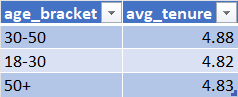 age_bracket avg_tenure
30-50 4.88
18-30 4.82
50+ 4.83